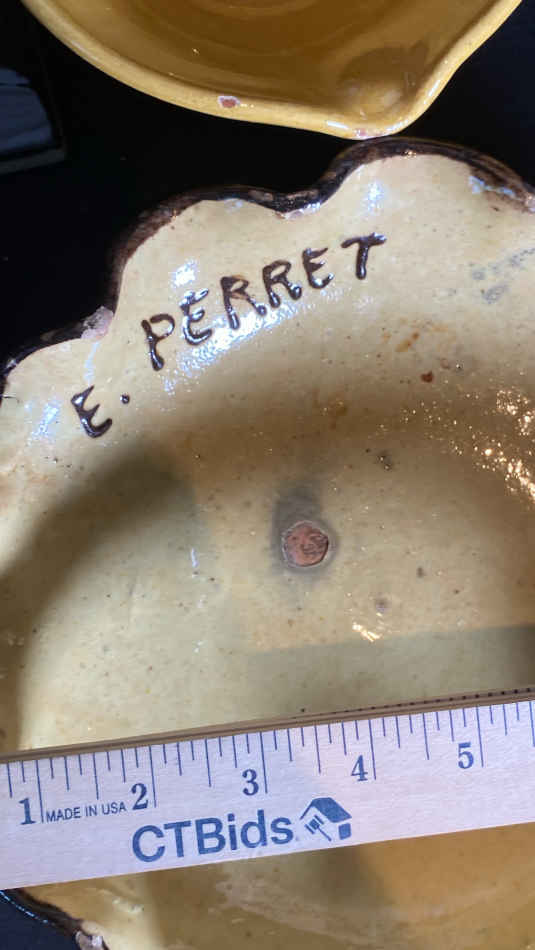 E. PERRET
1 2 3 4 5
MADE IN USA
CTBids